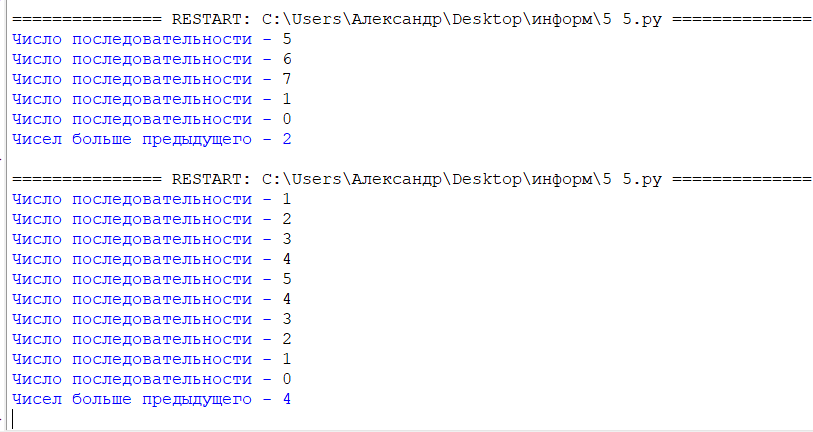 =============== RESTART: C:\Users\Александр\Desktop\информ\5 5.py ==============
Число последовательности - 5
Число последовательности - 6
Число последовательности - 7
Число последовательности - 1
Число последовательности - 0
Чисел больше предыдущего - 2
=============== RESTART: C:\Users\Александр\Desktop\информ\5 5.py ==============
Число последовательности - 1
Число последовательности - 2
Число последовательности - 3
Число последовательности - 4
Число последовательности - 5
Число последовательности - 4
Число последовательности - 3
Число последовательности - 2
Число последовательности - 1
Число последовательности - 0
Чисел больше предыдущего - 4